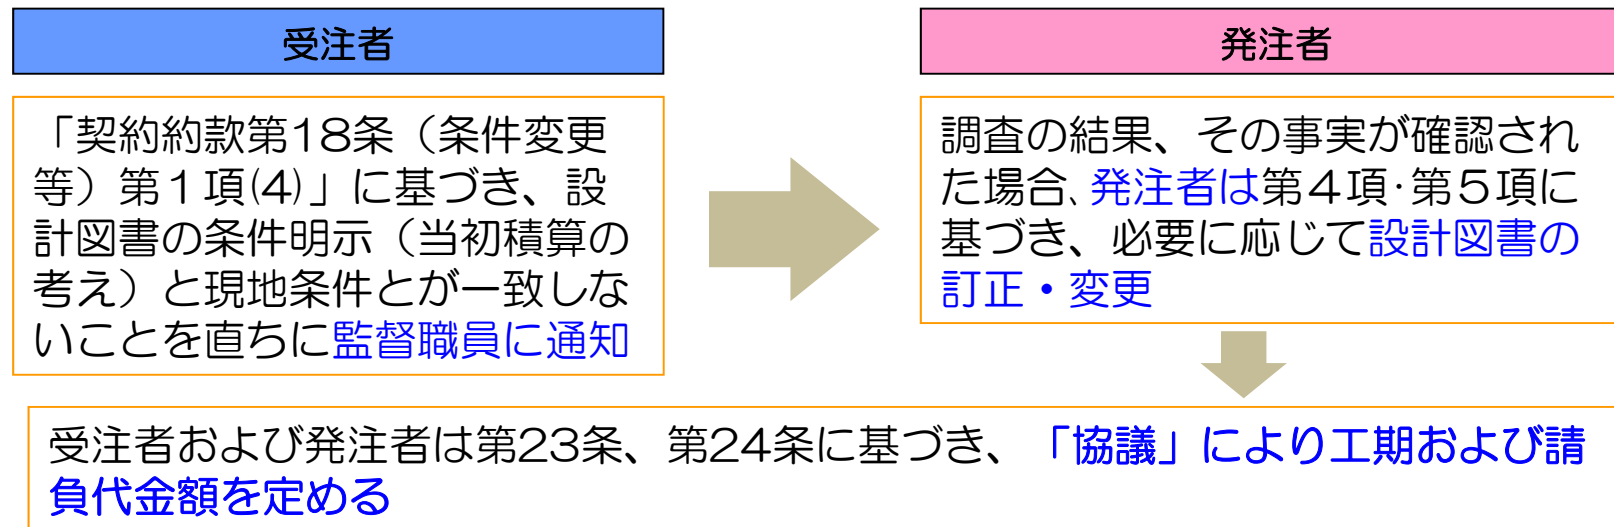 受注者
「契約約款第18条（条件変更
等）第１項(4)」に基づき、設
計図書の条件明示（当初積算の
考え）と現地条件とが一致しな
いことを直ちに監督職員に通知
発注者
調査の結果、その事実が確認され
た場合、発注者は第４項･第５項に
基づき、必要に応じて設計図書の
訂正・変更
受注者および発注者は第23条、第24条に基づき、「協議」により工期および請
負代金額を定める